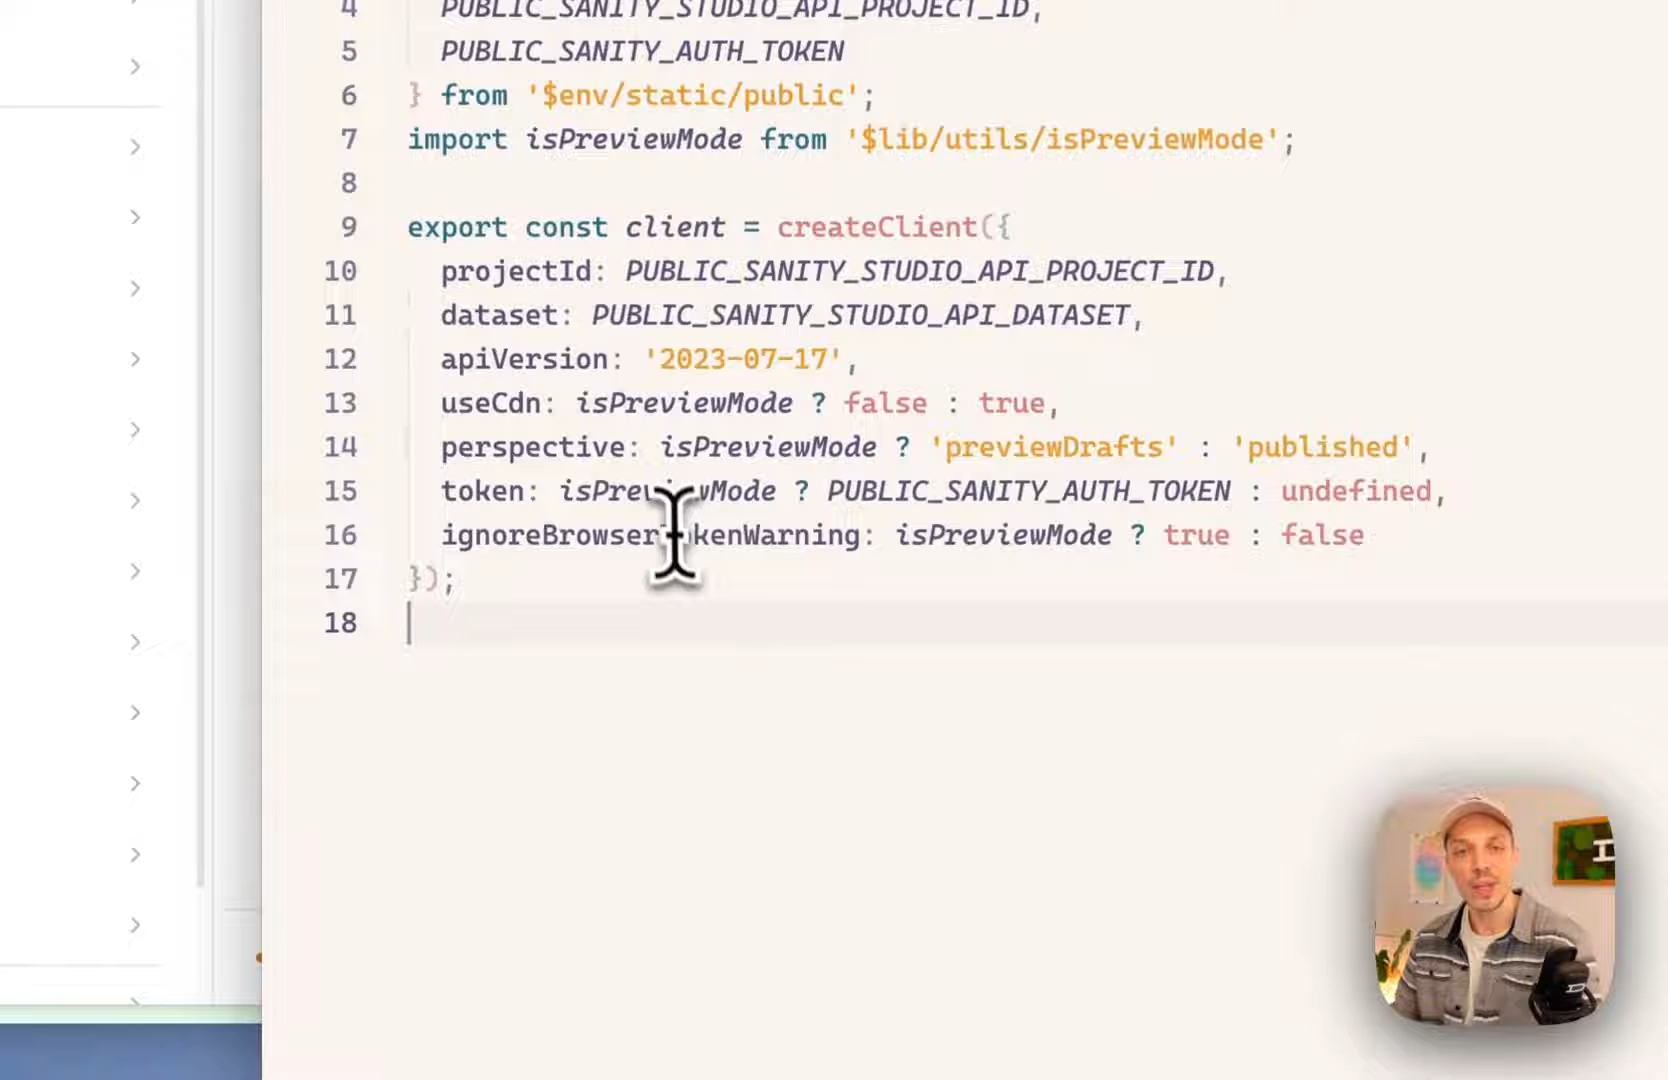 4 PUBLIC_SANITY_STUDIO_API_PROJECT_ID,
5 PUBLIC_SANITY_AUTH_TOKEN
6 } from '$env/static/public';
7 import isPreviewMode from '$lib/utils/isPreviewMode';
8
9 export const client = createClient({
10 projectId: PUBLIC_SANITY_STUDIO_API_PROJECT_ID,
11 dataset: PUBLIC_SANITY_STUDIO_API_DATASET,
12 apiVersion: '2023-07-17',
13 useCdn: isPreviewMode ? false : true,
14 perspective: isPreviewMode ? 'previewDrafts' : 'published',
15 token: isPreviewMode ? PUBLIC_SANITY_AUTH_TOKEN : undefined,
16 ignoreBrowserTokenWarning: isPreviewMode ? true : false
17 });
18